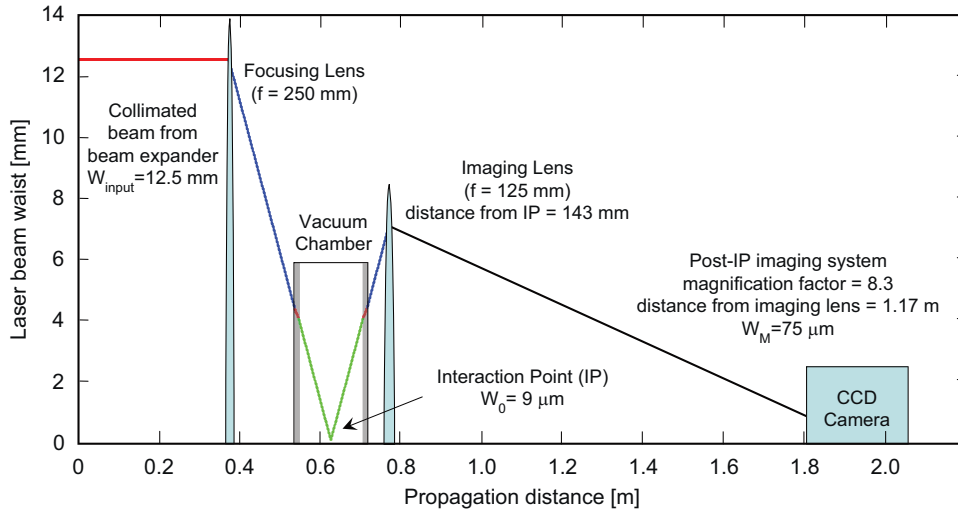 14
12
10
8
6
4
2
0
Laser beam waist [mm]
0
0.2
0.4
0.6
0.8
1.0
1.2
1.4
1.6
1.8
2.0
Propagation distance [m]
Focusing Lens
(f = 250 mm)
Collimated
beam from
beam expander
W_input=12.5 mm
Vacuum
Chamber
Imaging Lens
(f = 125 mm)
distance from IP = 143 mm
Interaction Point (IP)
W_0= 9 μm
Post-IP imaging system
magnification factor = 8.3
distance from imaging lens = 1.17 m
W_M=75 μm
CCD
Camera